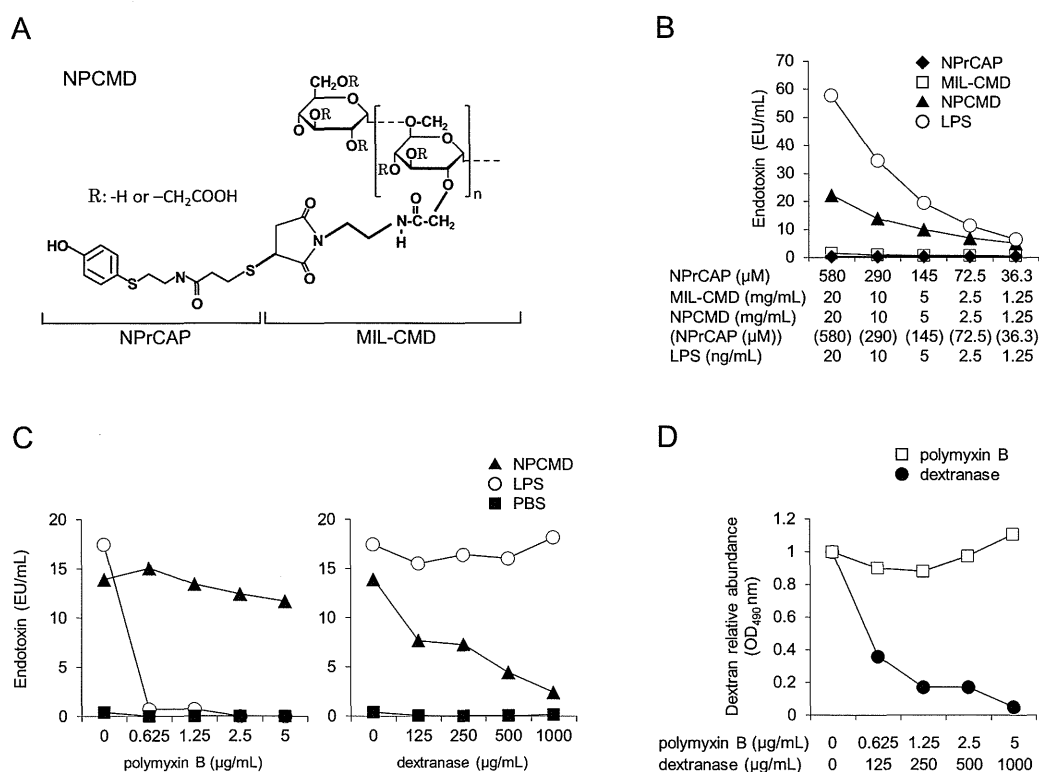 A
NPCMD
CH₂OR
O
OR
OR
O
O-CH₂
O
OR
RO
O
n
R: -H or -CH₂COOH
O
N-C-CH₂
H
O
N
O
S
HO
S
NH
O
NPrCAP
MIL-CMD
B
NPrCAP
MIL-CMD
NPCMD
LPS
Endotoxin (EU/mL)
70
60
50
40
30
20
10
0
NPrCAP (µM) 580 290 145 72.5 36.3
MIL-CMD (mg/mL) 20 10 5 2.5 1.25
NPCMD (mg/mL) 20 10 5 2.5 1.25
(NPrCAP (µM)) (580) (290) (145) (72.5) (36.3)
LPS (ng/mL) 20 10 5 2.5 1.25
C
NPCMD
LPS
PBS
Endotoxin (EU/mL)
20
15
10
5
0
0 0.625 1.25 2.5 5
polymyxin B (µg/mL)
20
15
10
5
0
0 125 250 500 1000
dextranase (µg/mL)
D
polymyxin B
dextranase
Dextran relative abundance
(OD₄₉₀nm)
1.2
1
0.8
0.6
0.4
0.2
0
polymyxin B (µg/mL) 0 0.625 1.25 2.5 5
dextranase (µg/mL) 0 125 250 500 1000